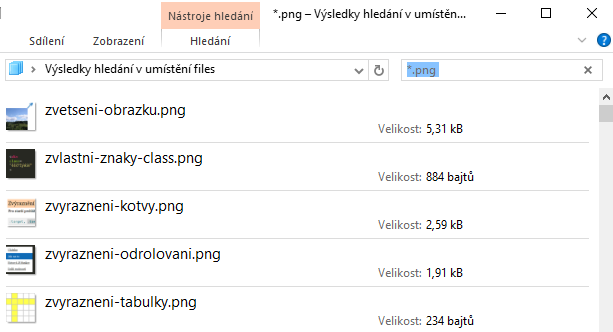 Nástroje hledání
*.png – Výsledky hledání v umístěn...
Sdílení
Zobrazení
Hledání
Výsledky hledání v umístění files
*.png
zvetseni-obrazku.png
Velikost: 5,31 kB
zvlastni-znaky-class.png
Velikost: 884 bajtů
Zvýraznění
zvyrazneni-kotvy.png
Velikost: 2,59 kB
zvyrazneni-odrolovani.png
Velikost: 1,91 kB
zvyrazneni-tabulky.png
Velikost: 234 bajtů